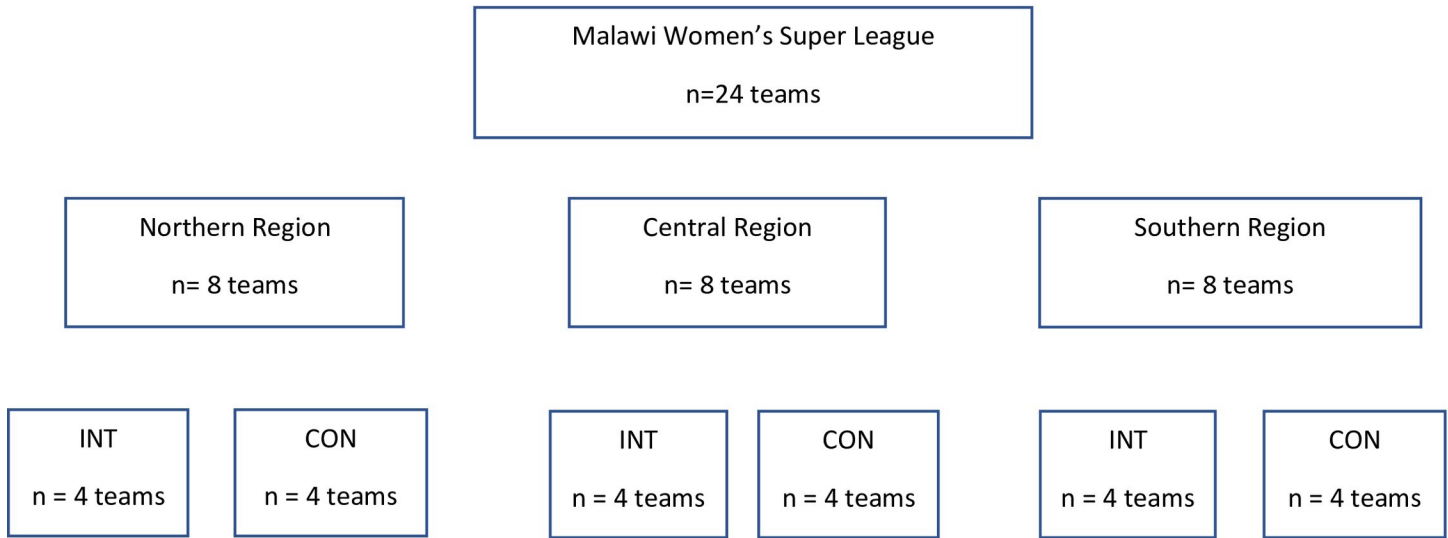 Malawi Women’s Super League
n=24 teams
Northern Region
n= 8 teams
Central Region
n= 8 teams
Southern Region
n= 8 teams
INT
n = 4 teams
CON
n = 4 teams
INT
n = 4 teams
CON
n = 4 teams
INT
n = 4 teams
CON
n = 4 teams